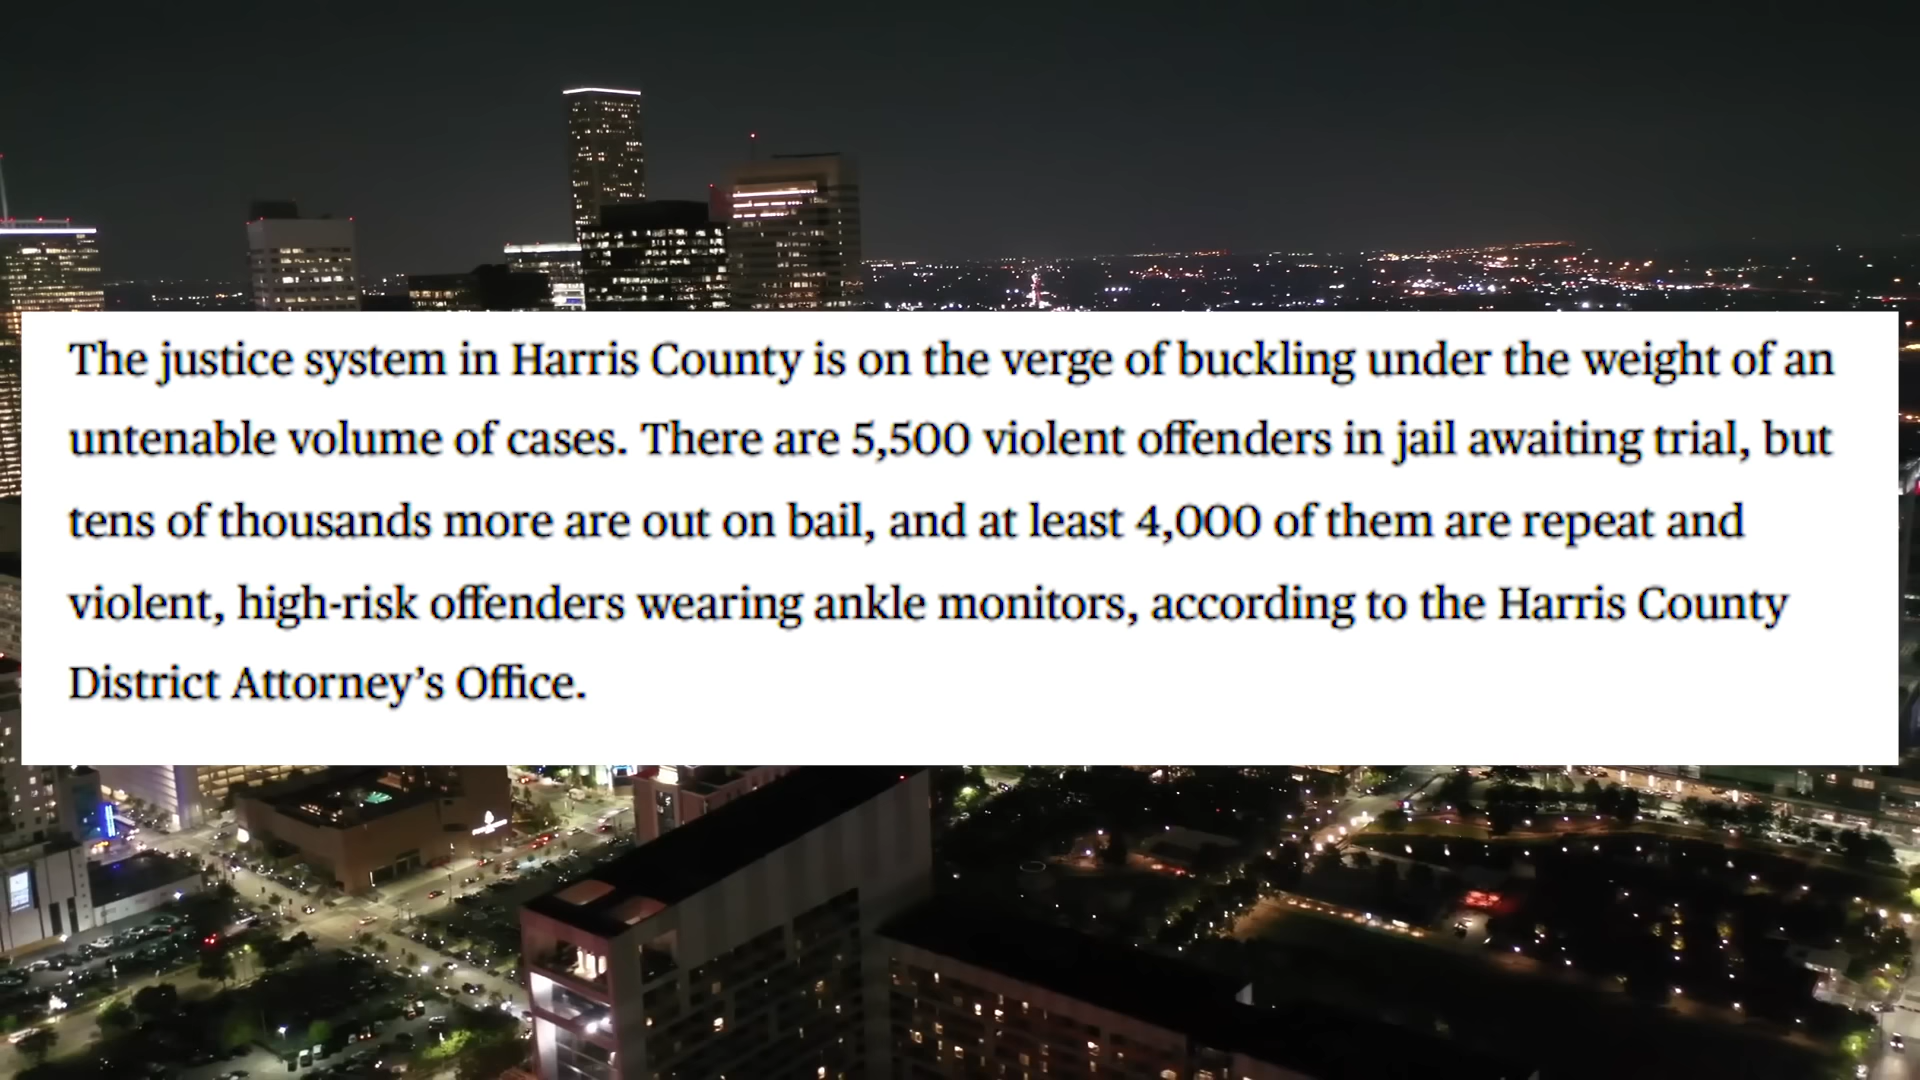 The justice system in Harris County is on the verge of buckling under the weight of an
untenable volume of cases. There are 5,500 violent offenders in jail awaiting trial, but
tens of thousands more are out on bail, and at least 4,000 of them are repeat and
violent, high-risk offenders wearing ankle monitors, according to the Harris County
District Attorney’s Office.